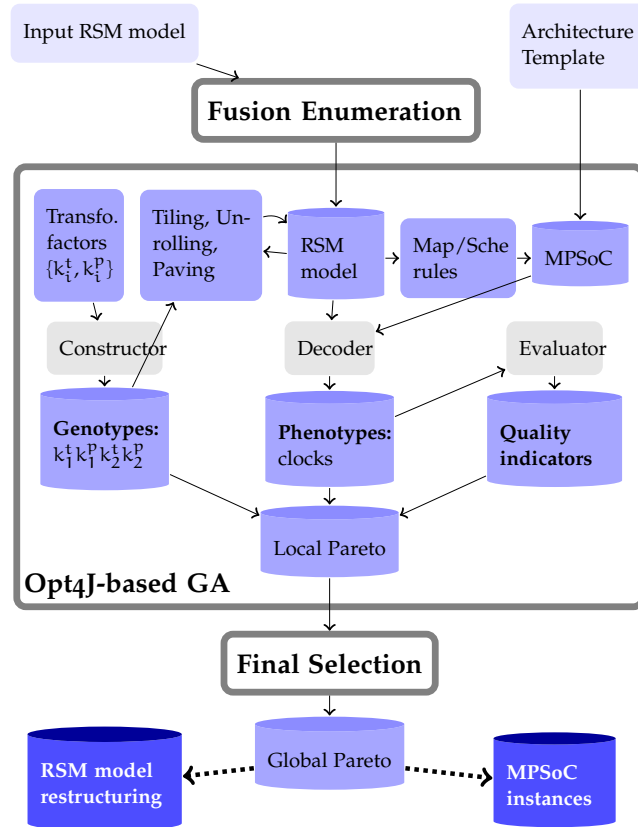 Input RSM model
Architecture
Template
Fusion Enumeration
Transfo.
factors
{k_i^t, k_i^p}
Tiling, Un-
rolling,
Paving
RSM
model
Map/Sche
rules
MPSoC
Constructor
Decoder
Evaluator
Genotypes:
k_1^t k_1^p k_2^t k_2^p
Phenotypes:
clocks
Quality
indicators
Local Pareto
Opt4J-based GA
Final Selection
Global Pareto
RSM model
restructuring
MPSoC
instances